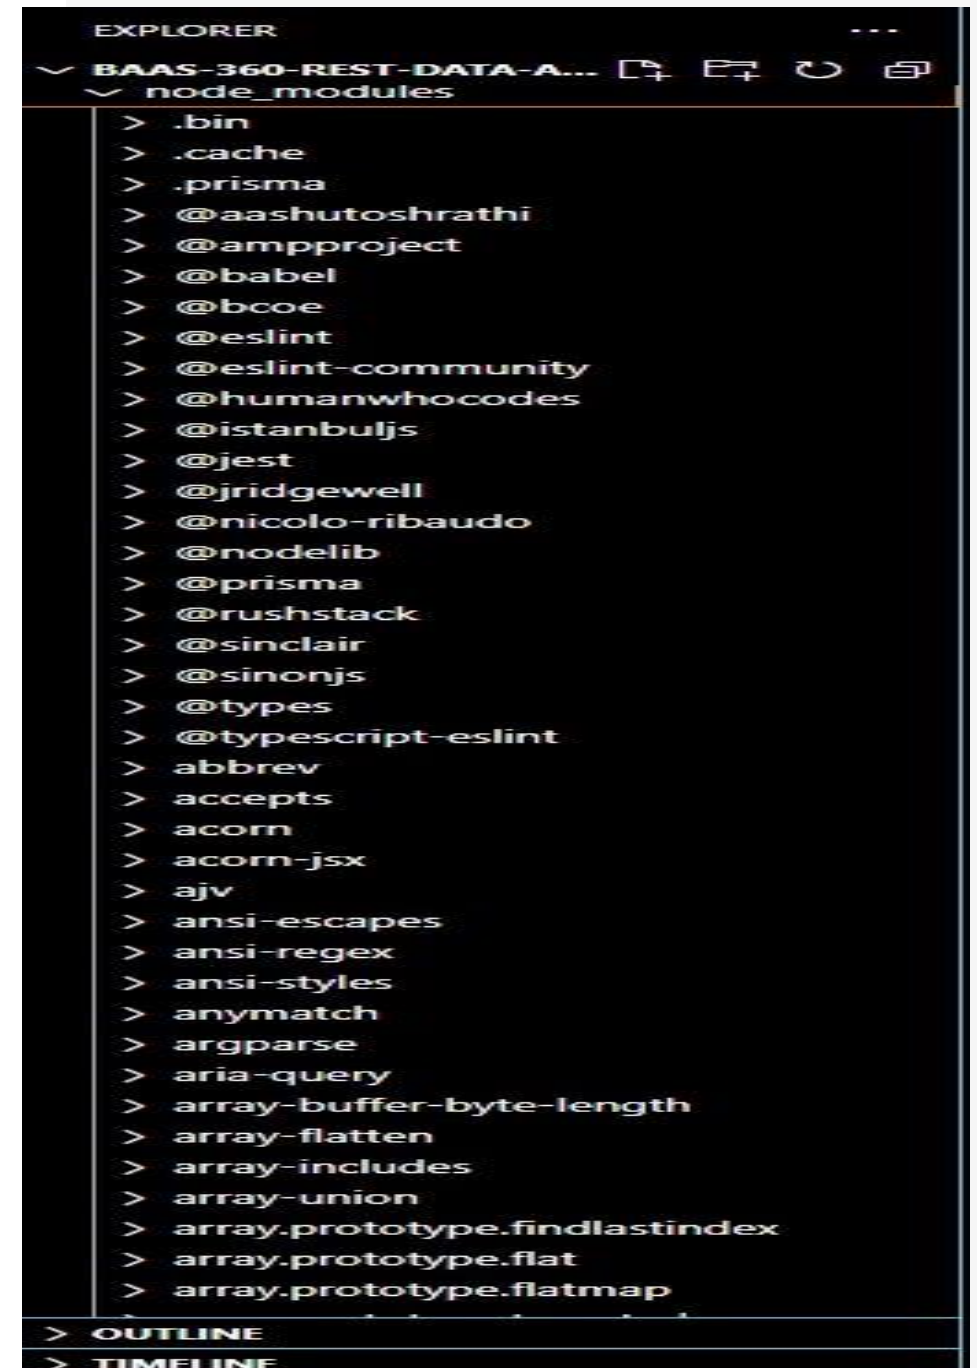 EXPLORER
BAAS-360-REST-DATA-A...
node_modules
.bin
.cache
.prisma
@aashutoshrathi
@ampproject
@babel
@bcoe
@eslint
@eslint-community
@humanwhocodes
@istanbuljs
@jest
@jridgewell
@nicolo-ribaudo
@nodelib
@prisma
@rushstack
@sinclair
@sinonjs
@types
@typescript-eslint
abbrev
accepts
acorn
acorn-jsx
ajv
ansi-escapes
ansi-regex
ansi-styles
anymatch
argparse
aria-query
array-buffer-byte-length
array-flatten
array-includes
array-union
array.prototype.findlastindex
array.prototype.flat
array.prototype.flatmap
OUTLINE
TIMELINE